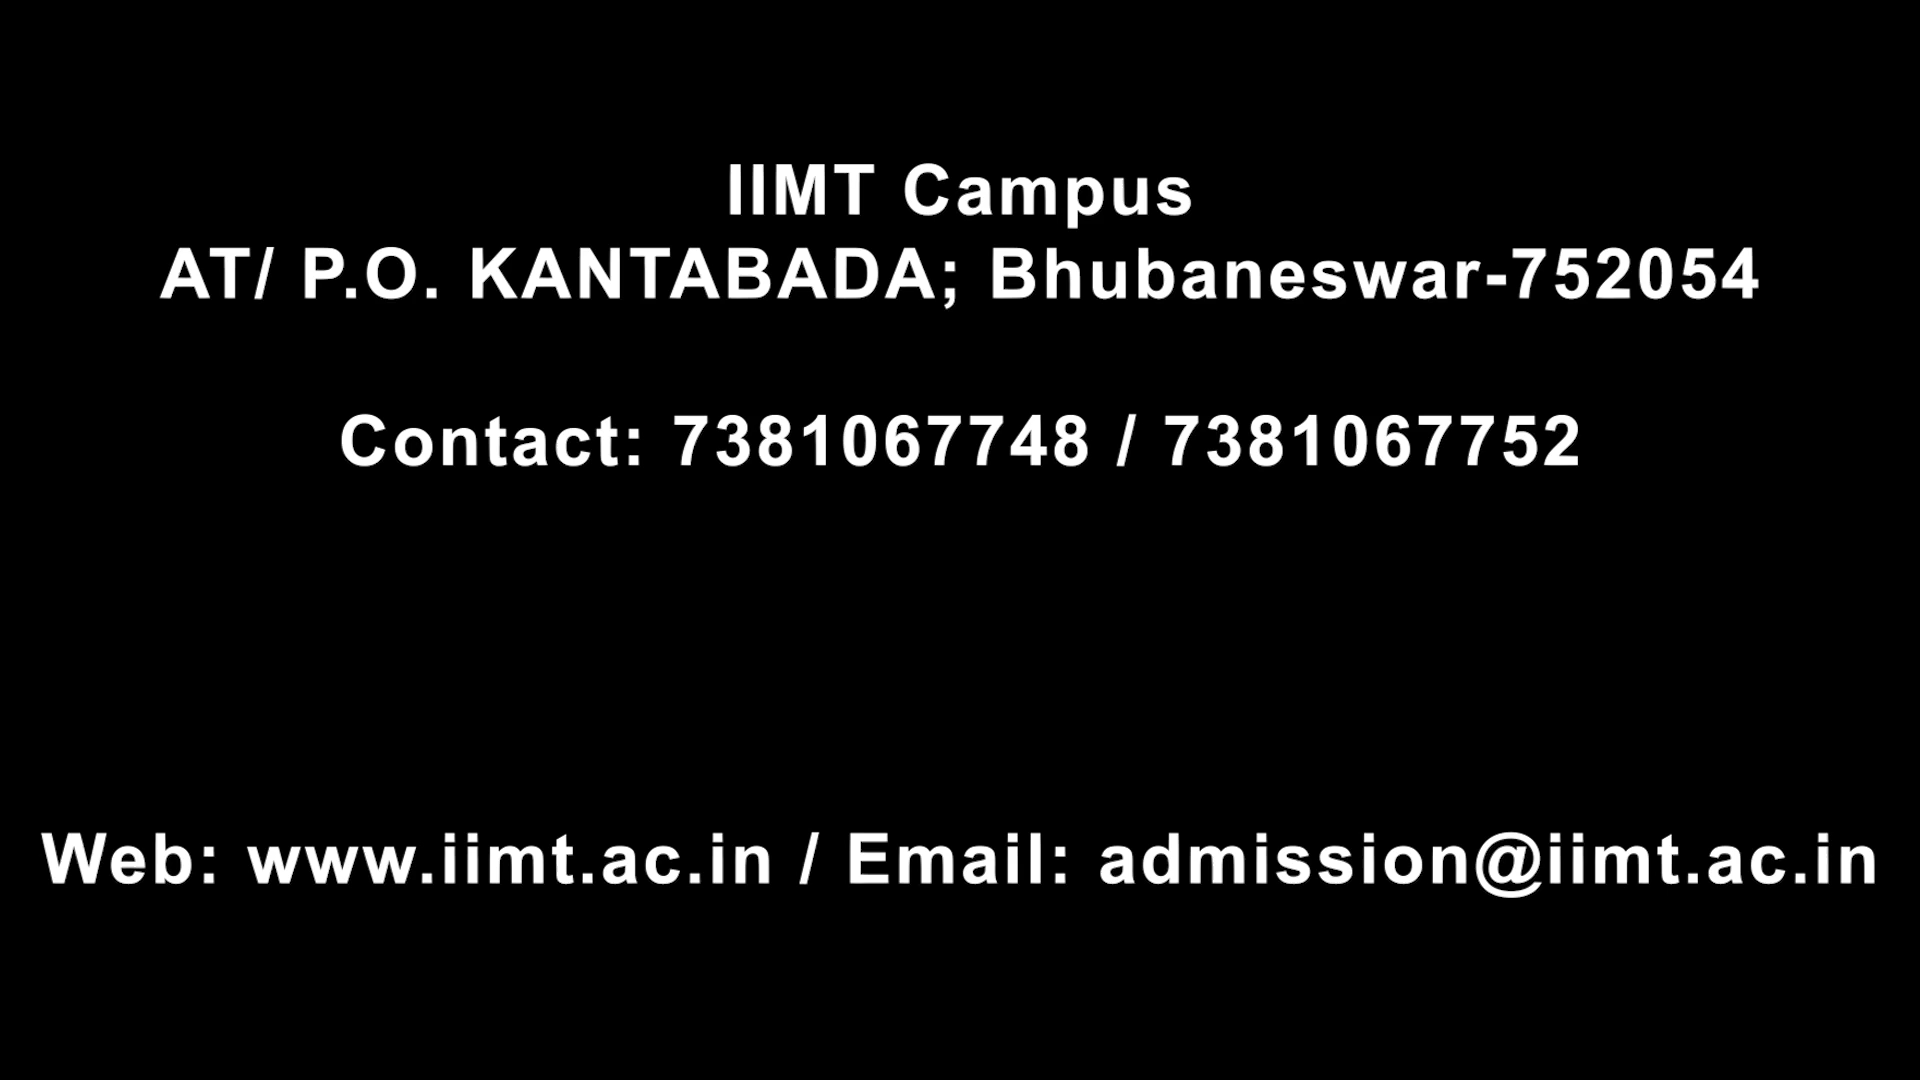 IIMT Campus
AT/ P.O. KANTABADA; Bhubaneswar-752054
Contact: 7381067748 / 7381067752
Web: www.iimt.ac.in / Email: admission@iimt.ac.in